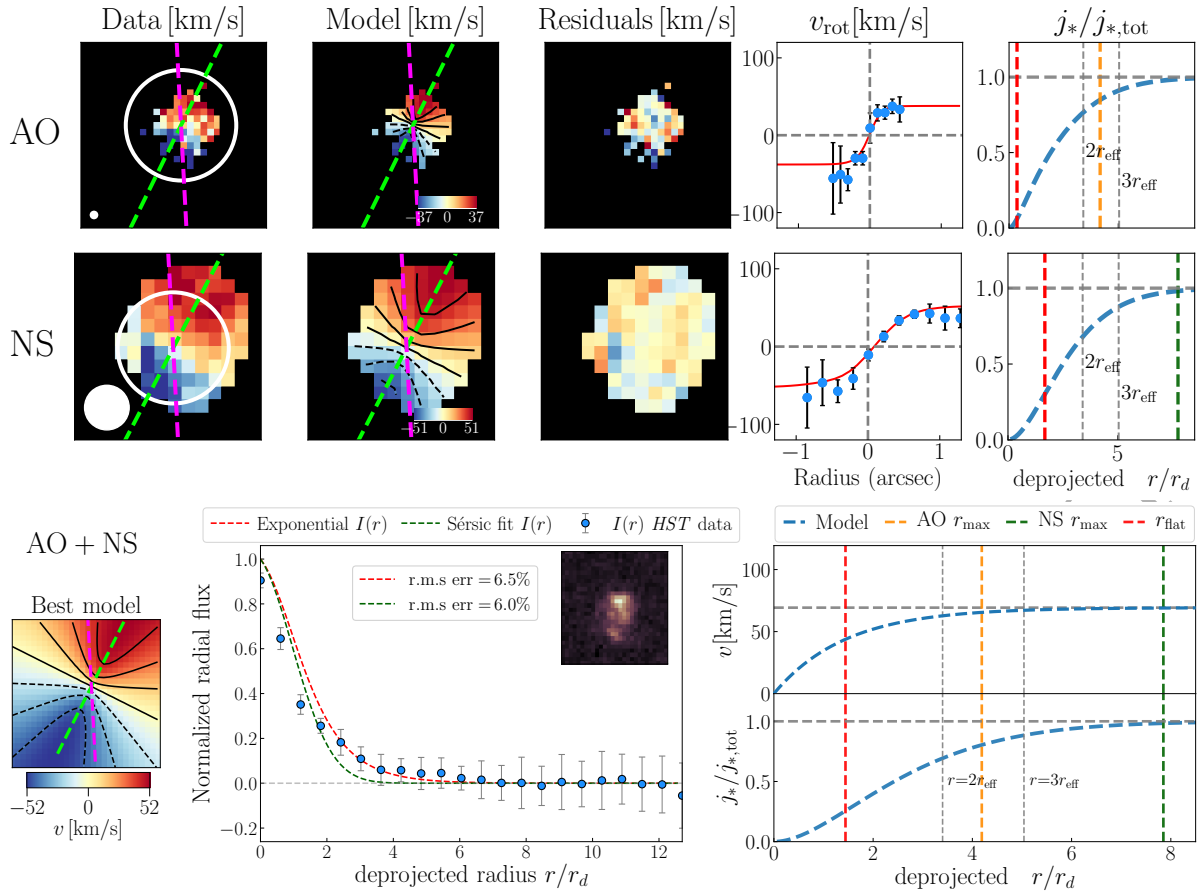 Data [km/s] Model [km/s] Residuals [km/s] v_rot[km/s] j_*/j_*,tot
AO
−37 0 37
100
0
−100
1.0
0.5
0.0
2r_eff
3r_eff
NS
−51 0 51
100
0
−100
−1 0 1
Radius (arcsec)
1.0
0.5
0.0
2r_eff
3r_eff
0 5
deprojected r/r_d
AO + NS
Best model
−52 0 52
v [km/s]
Exponential I(r) Sérsic fit I(r) I(r) HST data
r.m.s err = 6.5%
r.m.s err = 6.0%
Normalized radial flux
1.0
0.8
0.6
0.4
0.2
0.0
−0.2
0 2 4 6 8 10 12
deprojected radius r/r_d
Model AO r_max NS r_max r_flat
v [km/s]
100
50
0
j_*/j_*,tot
1.0
0.5
0.0
r=2r_eff r=3r_eff
0 2 4 6 8
deprojected r/r_d